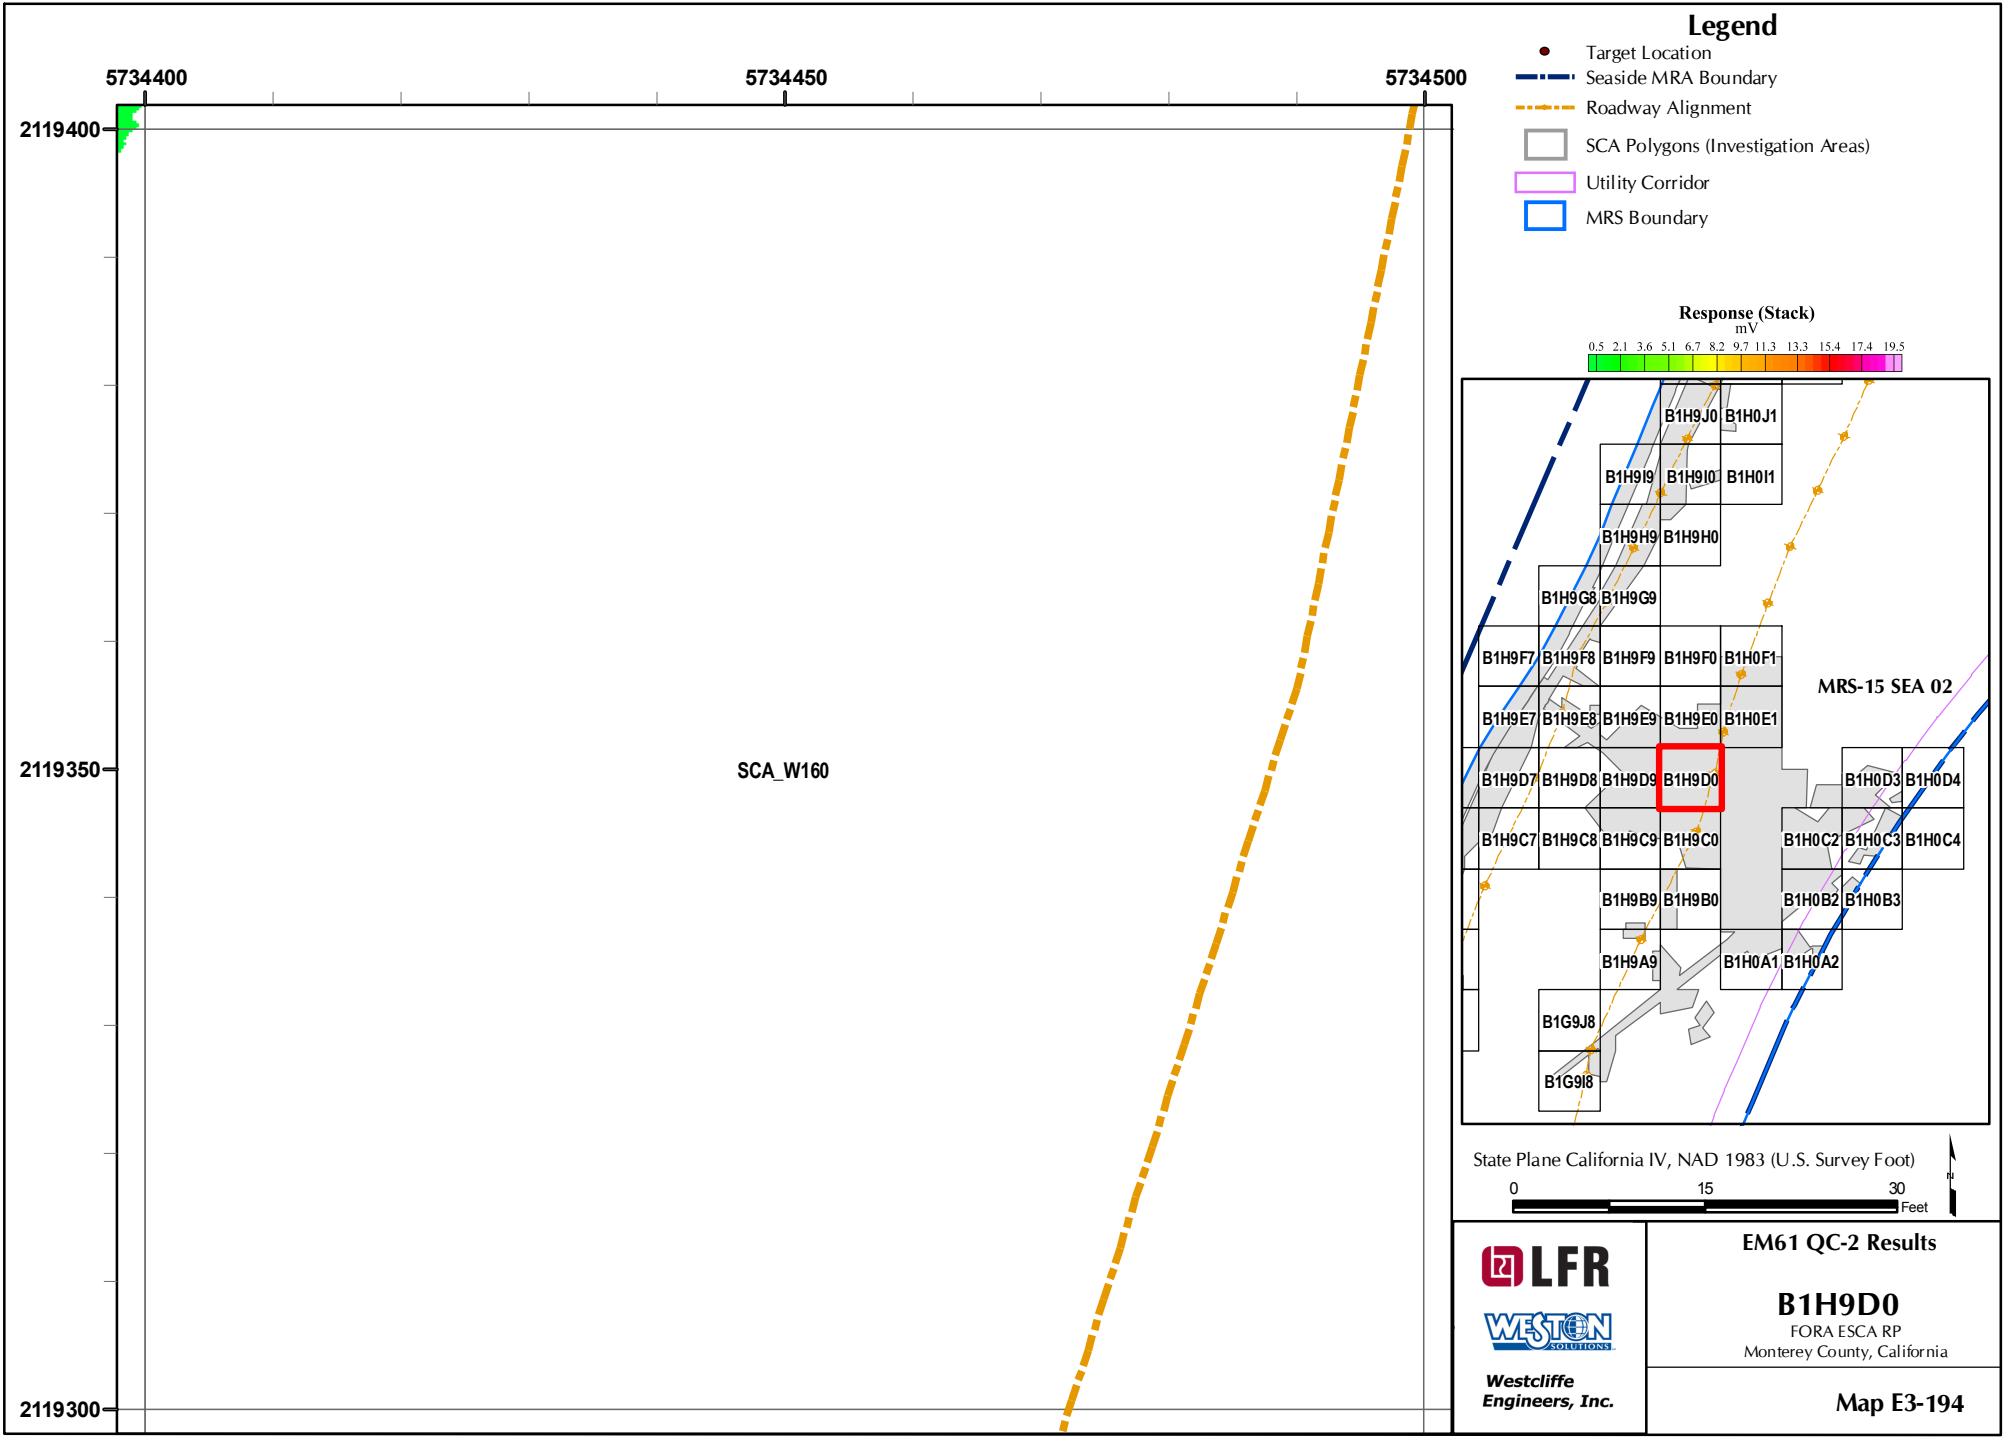 5734400
5734450
5734500
2119400
2119350
2119300
SCA_W160
Legend
Target Location
Seaside MRA Boundary
Roadway Alignment
SCA Polygons (Investigation Areas)
Utility Corridor
MRS Boundary
Response (Stack)
mV
0.5 2.1 3.6 5.1 6.7 8.2 9.7 11.3 13.3 15.4 17.4 19.5
B1H9J0 B1H0J1
B1H9I9 B1H9I0 B1H0I1
B1H9H9 B1H9H0
B1H9G8 B1H9G9
B1H9F7 B1H9F8 B1H9F9 B1H9F0 B1H0F1
MRS-15 SEA 02
B1H9E7 B1H9E8 B1H9E9 B1H9E0 B1H0E1
B1H9D7 B1H9D8 B1H9D9 B1H9D0 B1H0D3 B1H0D4
B1H9C7 B1H9C8 B1H9C9 B1H9C0 B1H0C2 B1H0C3 B1H0C4
B1H9B9 B1H9B0 B1H0B2 B1H0B3
B1H9A9 B1H0A1 B1H0A2
B1G9J8
B1G9I8
State Plane California IV, NAD 1983 (U.S. Survey Foot)
0 15 30
Feet
N
LFR
WESTON
SOLUTIONS
Westcliffe
Engineers, Inc.
EM61 QC-2 Results
B1H9D0
FORA ESCA RP
Monterey County, California
Map E3-194